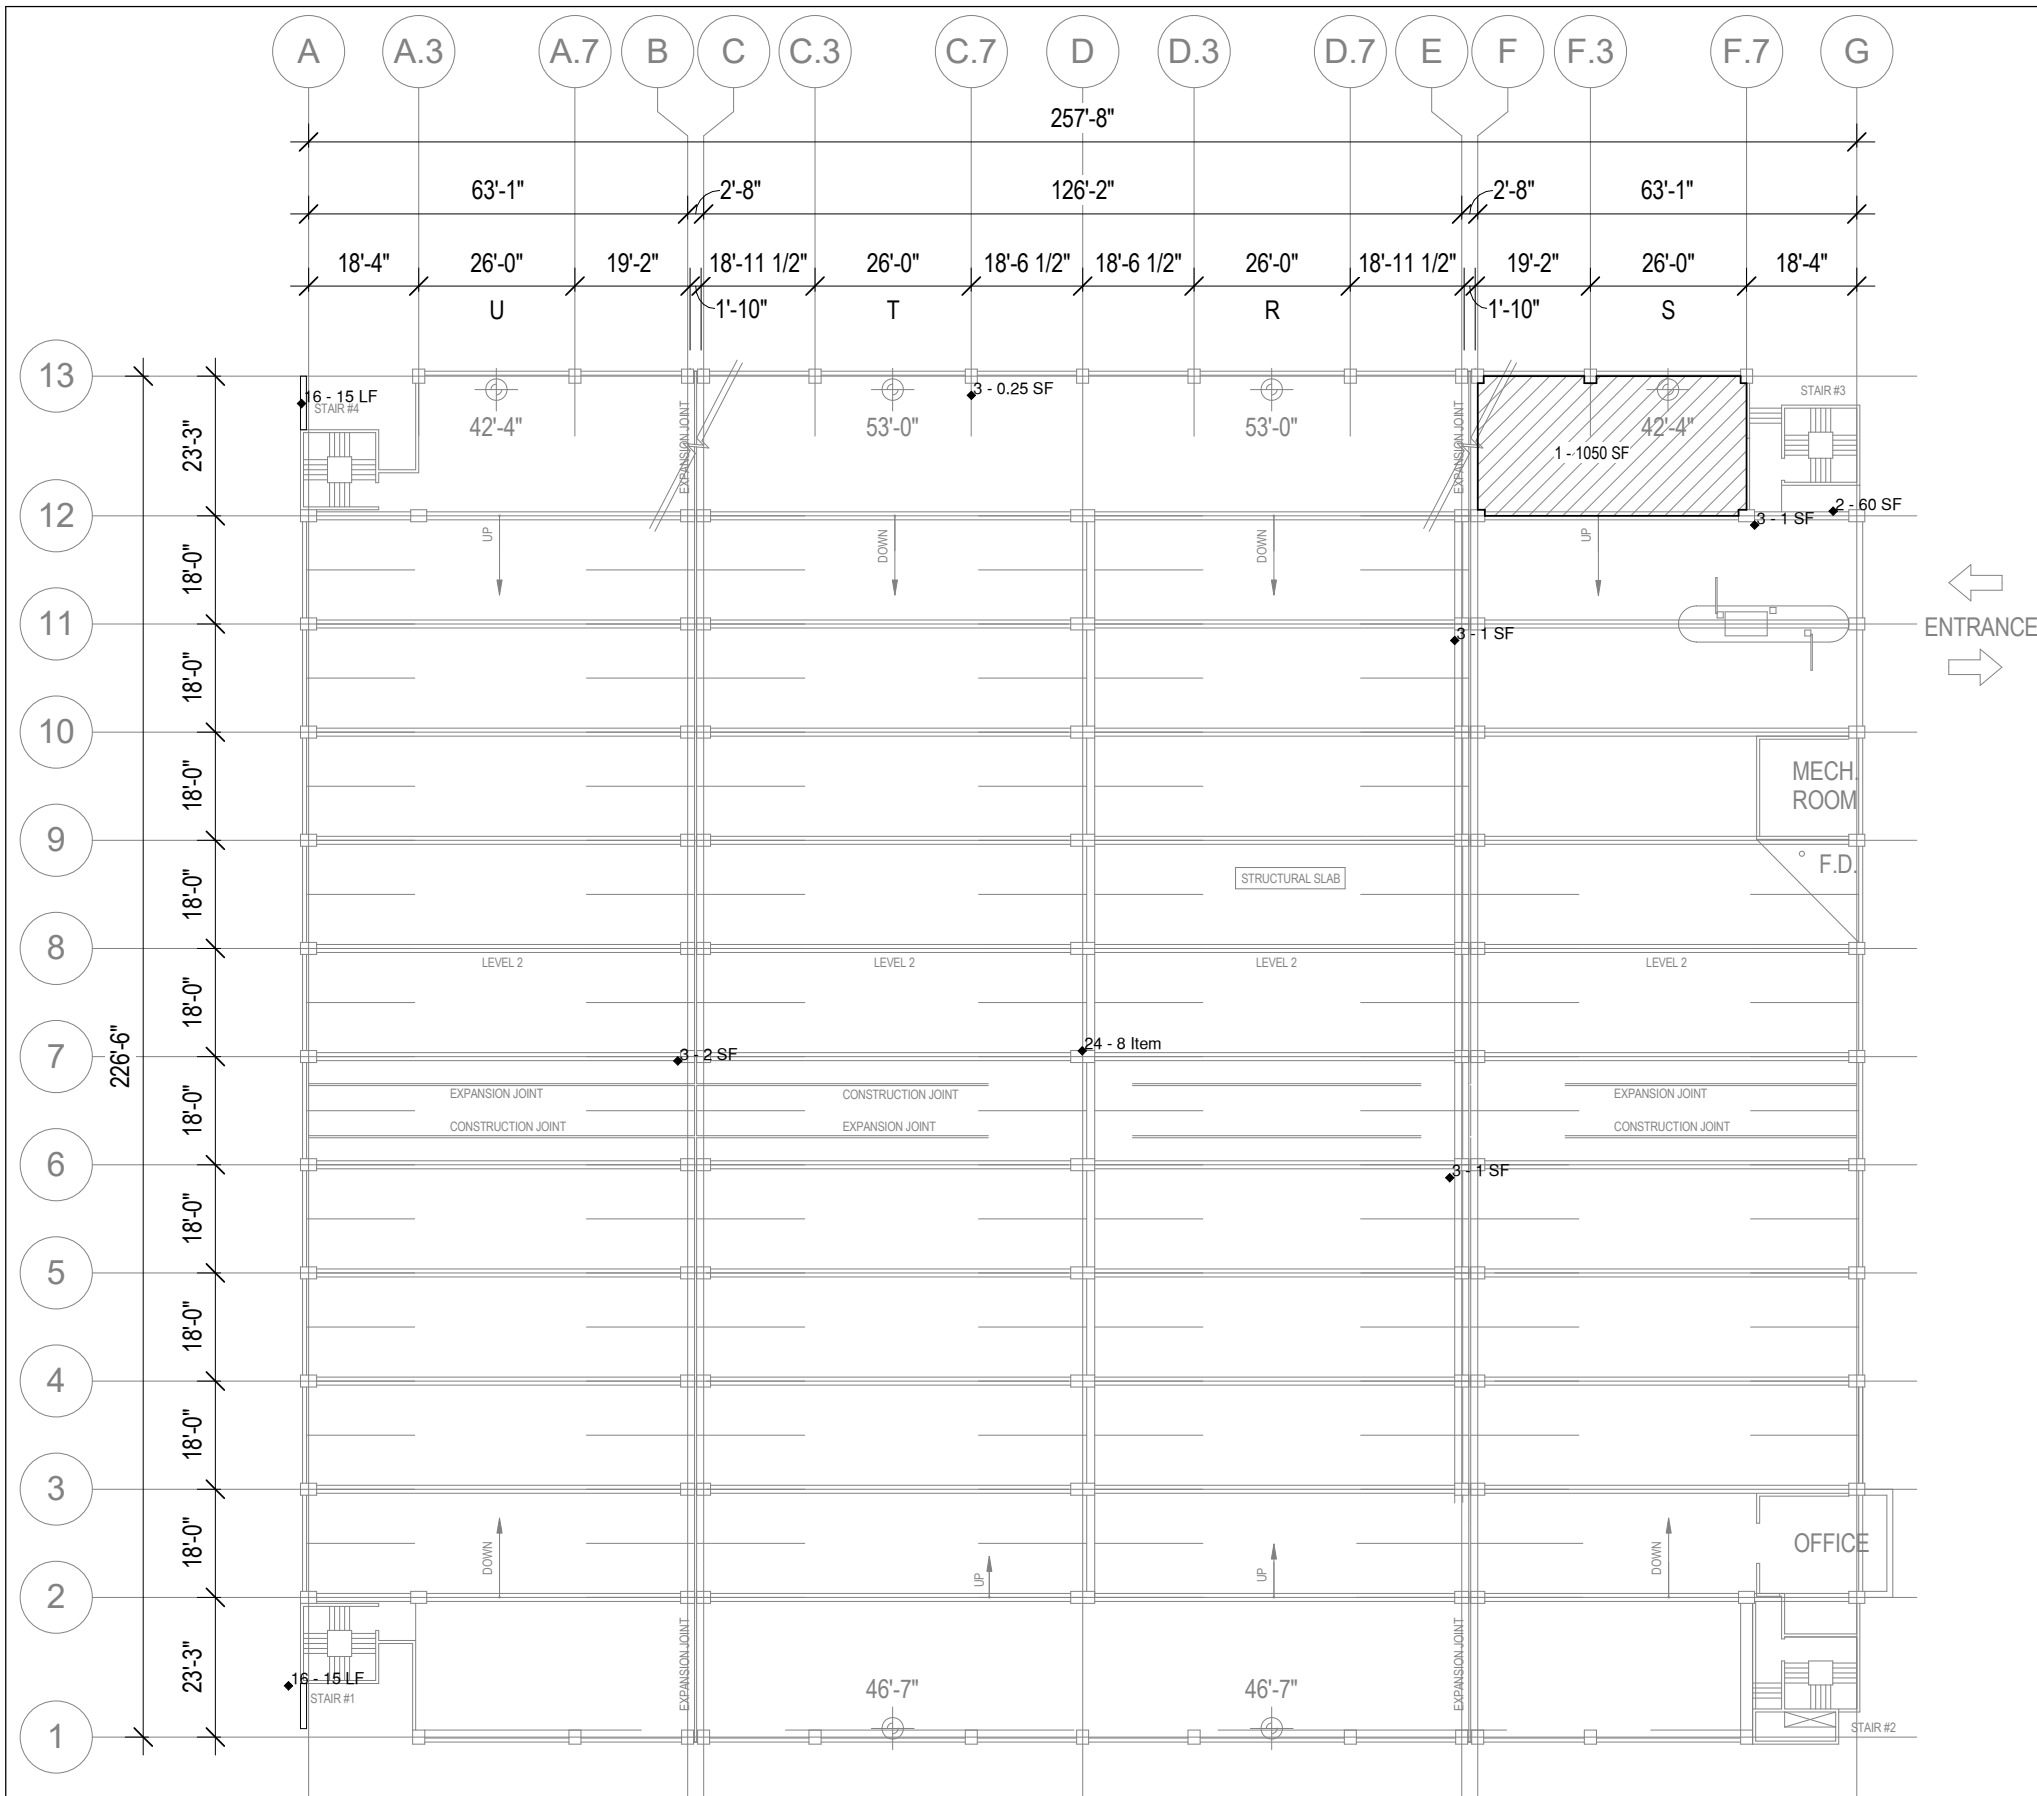 A A.3 A.7 B C C.3 C.7 D D.3 D.7 E F F.3 F.7 G
257'-8"
63'-1" 2'-8" 126'-2" 2'-8" 63'-1"
18'-4" 26'-0" 19'-2" 18'-11 1/2" 26'-0" 18'-6 1/2" 18'-6 1/2" 26'-0" 18'-11 1/2" 19'-2" 26'-0" 18'-4"
U 1'-10" T R 1'-10" S
13
16 - 15 LF
STAIR #4
3 - 0.25 SF
STAIR #3
42'-4" 53'-0" 53'-0" 42'-4"
EXPANSION JOINT
EXPANSION JOINT
23'-3"
1 - 1050 SF
2 - 60 SF
12
3 - 1 SF
UP DOWN DOWN UP
18'-0"
11
3 - 1 SF
ENTRANCE
18'-0"
10
MECH.
ROOM
18'-0"
9
F.D.
STRUCTURAL SLAB
18'-0"
8
LEVEL 2 LEVEL 2 LEVEL 2 LEVEL 2
18'-0"
7
226'-6"
3 - 2 SF
24 - 8 Item
EXPANSION JOINT CONSTRUCTION JOINT EXPANSION JOINT
18'-0"
CONSTRUCTION JOINT EXPANSION JOINT CONSTRUCTION JOINT
6
3 - 1 SF
18'-0"
5
18'-0"
4
18'-0"
3
18'-0"
OFFICE
DOWN UP UP DOWN
2
23'-3"
EXPANSION JOINT
EXPANSION JOINT
16 - 15 LF
STAIR #1
46'-7" 46'-7"
1
STAIR #2